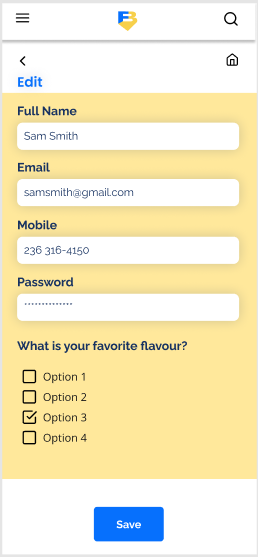 FB
Edit
Full Name
Sam Smith
Email
samsmith@gmail.com
Mobile
236 316-4150
Password
**************
What is your favorite flavour?
Option 1
Option 2
Option 3
Option 4
Save